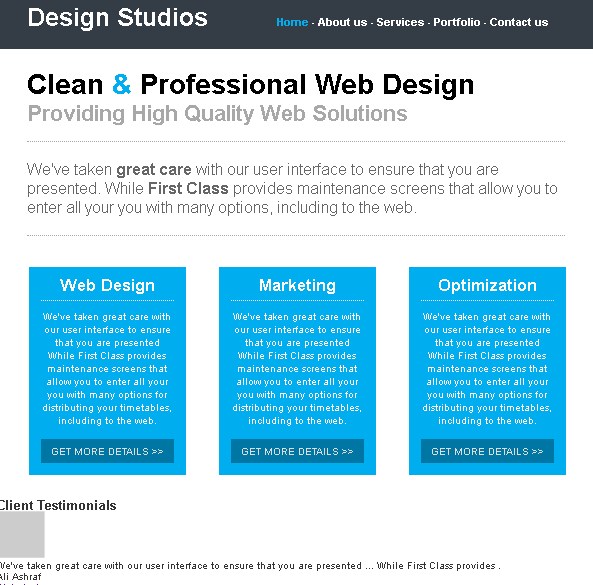 Design Studios
Home - About us - Services - Portfolio - Contact us
Clean & Professional Web Design
Providing High Quality Web Solutions
We've taken great care with our user interface to ensure that you are
presented. While First Class provides maintenance screens that allow you to
enter all your you with many options, including to the web.
Web Design
We've taken great care with
our user interface to ensure
that you are presented
While First Class provides
maintenance screens that
allow you to enter all your
you with many options for
distributing your timetables,
including to the web.
GET MORE DETAILS >>
Marketing
We've taken great care with
our user interface to ensure
that you are presented
While First Class provides
maintenance screens that
allow you to enter all your
you with many options for
distributing your timetables,
including to the web.
GET MORE DETAILS >>
Optimization
We've taken great care with
our user interface to ensure
that you are presented
While First Class provides
maintenance screens that
allow you to enter all your
you with many options for
distributing your timetables,
including to the web.
GET MORE DETAILS >>
Client Testimonials
We've taken great care with our user interface to ensure that you are presented ... While First Class provides .
Ali Ashraf